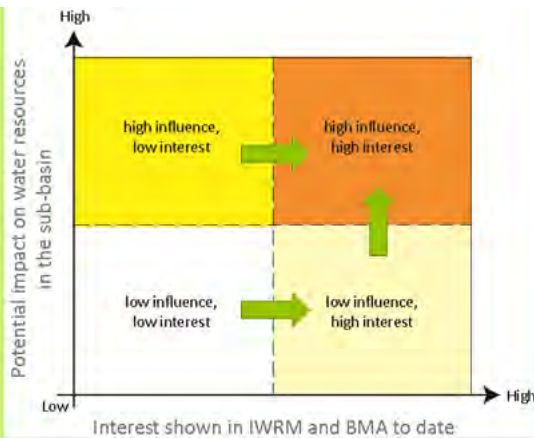 High
Potential impact on water resources
in the sub-basin
high influence,
low interest
high influence,
high interest
low influence,
low interest
low influence,
high interest
Low
High
Interest shown in IWRM and BMA to date